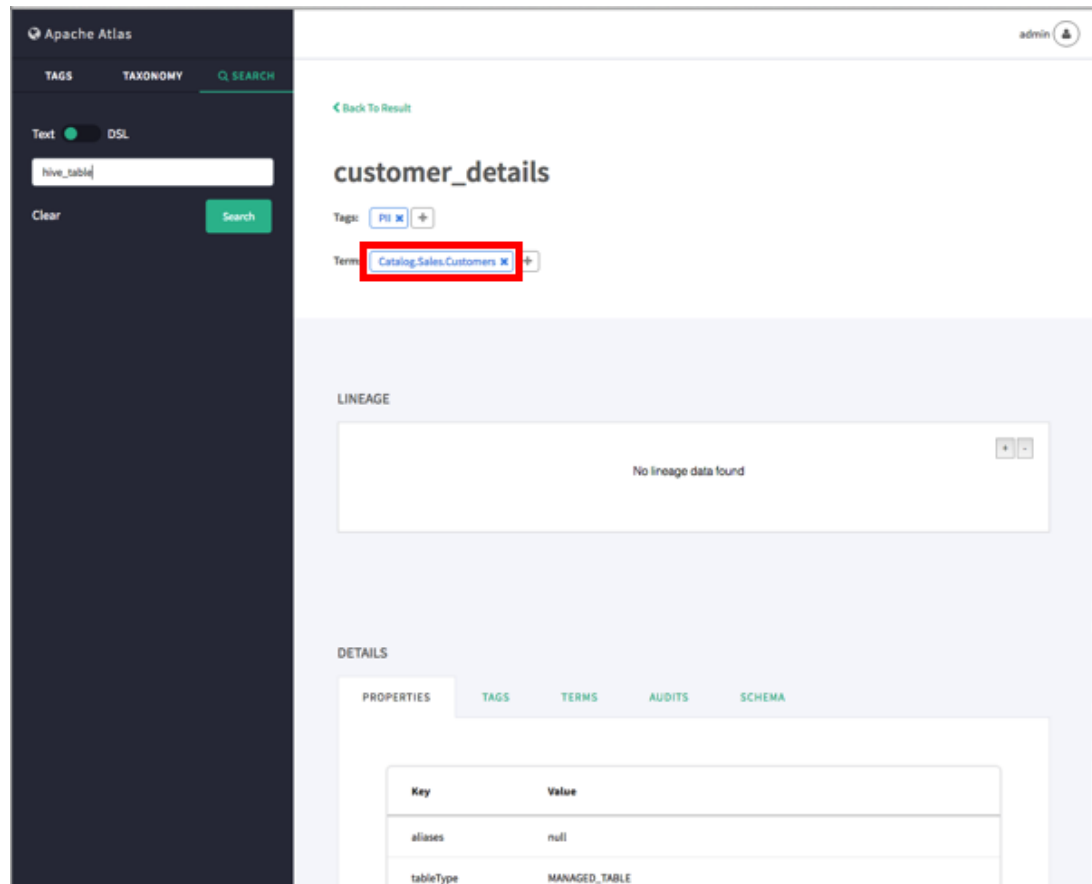 Apache Atlas
admin
TAGS TAXONOMY SEARCH
Back To Result
Text DSL
hive_table
customer_details
Clear Search
Tags: PII
Term Catalog.Sales.Customers
LINEAGE
+ -
No lineage data found
DETAILS
PROPERTIES TAGS TERMS AUDITS SCHEMA
Key Value
aliases null
tableType MANAGED_TABLE